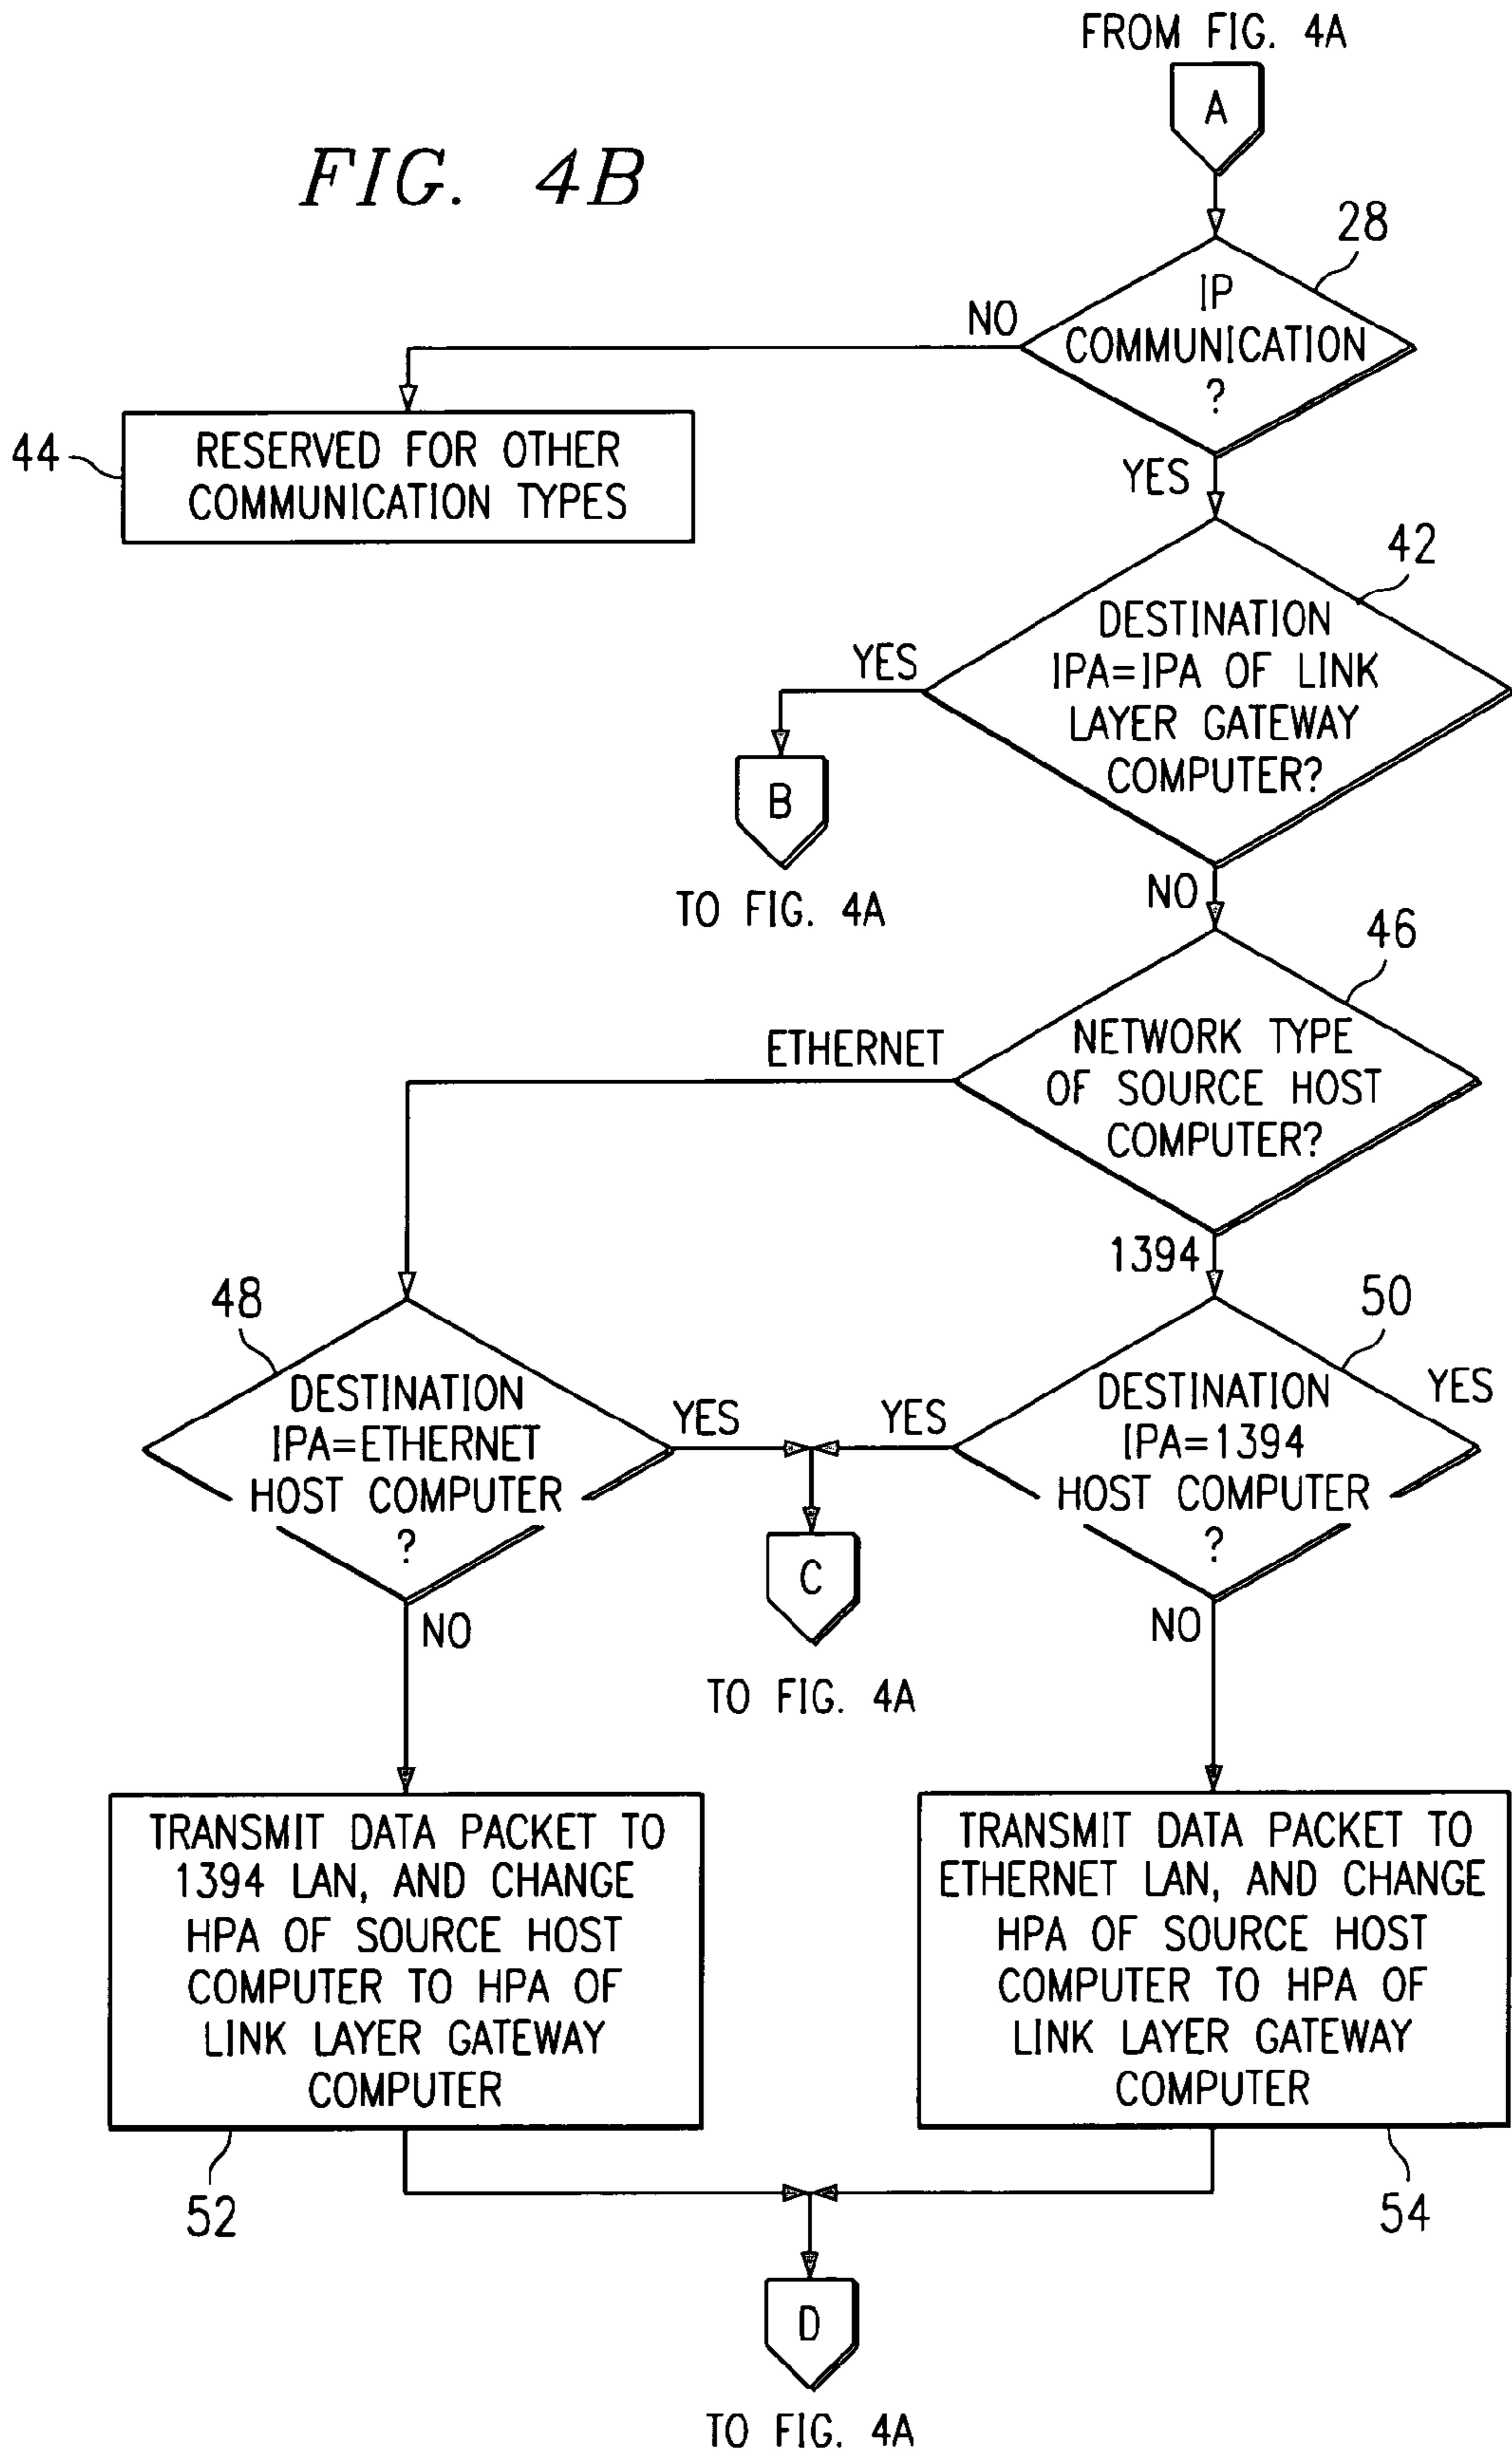 FROM FIG. 4A
A
FIG. 4B
28
IP
COMMUNICATION
?
NO
44
RESERVED FOR OTHER
COMMUNICATION TYPES
YES
42
DESTINATION
IPA=IPA OF LINK
LAYER GATEWAY
COMPUTER?
YES
B
TO FIG. 4A
NO
46
NETWORK TYPE
OF SOURCE HOST
COMPUTER?
ETHERNET
1394
48
DESTINATION
IPA=ETHERNET
HOST COMPUTER
?
YES
YES
50
DESTINATION
IPA=1394
HOST COMPUTER
?
YES
C
TO FIG. 4A
NO
NO
TRANSMIT DATA PACKET TO
1394 LAN, AND CHANGE
HPA OF SOURCE HOST
COMPUTER TO HPA OF
LINK LAYER GATEWAY
COMPUTER
52
TRANSMIT DATA PACKET TO
ETHERNET LAN, AND CHANGE
HPA OF SOURCE HOST
COMPUTER TO HPA OF
LINK LAYER GATEWAY
COMPUTER
54
D
TO FIG. 4A